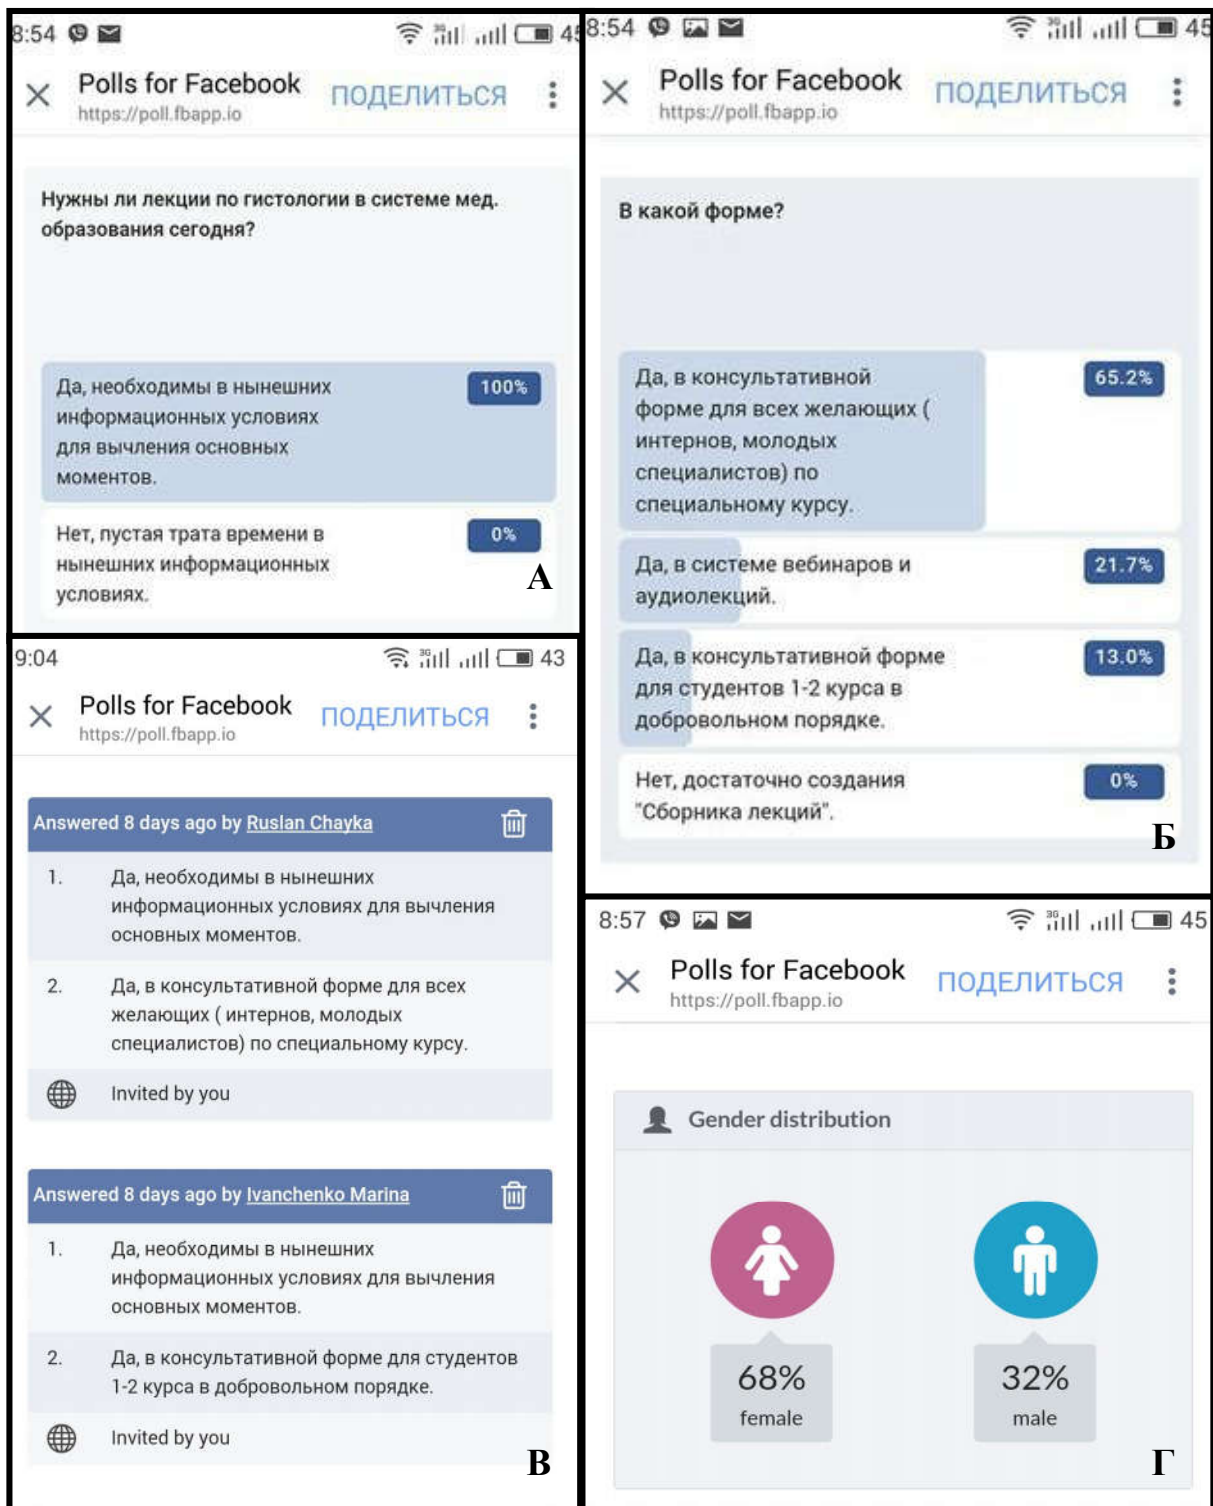 8:54
45
Polls for Facebook
https://poll.fbapp.io
ПОДЕЛИТЬСЯ
Нужны ли лекции по гистологии в системе мед.
образования сегодня?
Да, необходимы в нынешних
информационных условиях
для вычления основных
моментов.
100%
Нет, пустая трата времени в
нынешних информационных
условиях.
0%
А
8:54
3G
45
Polls for Facebook
https://poll.fbapp.io
ПОДЕЛИТЬСЯ
В какой форме?
Да, в консультативной
форме для всех желающих (
интернов, молодых
специалистов) по
специальному курсу.
65.2%
Да, в системе вебинаров и
аудиолекций.
21.7%
Да, в консультативной форме
для студентов 1-2 курса в
добровольном порядке.
13.0%
Нет, достаточно создания
"Сборника лекций".
0%
Б
9:04
3G
43
Polls for Facebook
https://poll.fbapp.io
ПОДЕЛИТЬСЯ
Answered 8 days ago by Ruslan Chayka
1. Да, необходимы в нынешних
информационных условиях для вычления
основных моментов.
2. Да, в консультативной форме для всех
желающих ( интернов, молодых
специалистов) по специальному курсу.
Invited by you
Answered 8 days ago by Ivanchenko Marina
1. Да, необходимы в нынешних
информационных условиях для вычления
основных моментов.
2. Да, в консультативной форме для студентов
1-2 курса в добровольном порядке.
Invited by you
В
8:57
3G
45
Polls for Facebook
https://poll.fbapp.io
ПОДЕЛИТЬСЯ
Gender distribution
68%
female
32%
male
Г